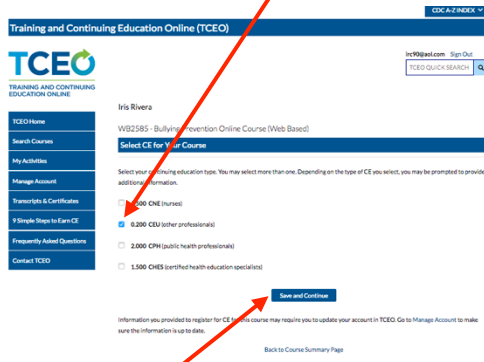 CDC A-Z INDEX
Training and Continuing Education Online (TCEO)
TCEO
TRAINING AND CONTINUING
EDUCATION ONLINE
lrc90@aol.com Sign Out
TCEO QUICK SEARCH
TCEO Home
Search Courses
My Activities
Manage Account
Transcripts & Certificates
9 Simple Steps to Earn CE
Frequently Asked Questions
Contact TCEO
Iris Rivera
WB2585 - Bullying Prevention Online Course (Web Based)
Select CE for Your Course
Select your continuing education type. You may select more than one. Depending on the type of CE you select, you may be prompted to provide
additional information.
CNE (nurses)
0.200 CEU (other professionals)
2.000 CPH (public health professionals)
1.500 CHES (certified health education specialists)
Save and Continue
Information you provided to register for CE for this course may require you to update your account in TCEO. Go to Manage Account to make
sure the information is up to date.
Back to Course Summary Page